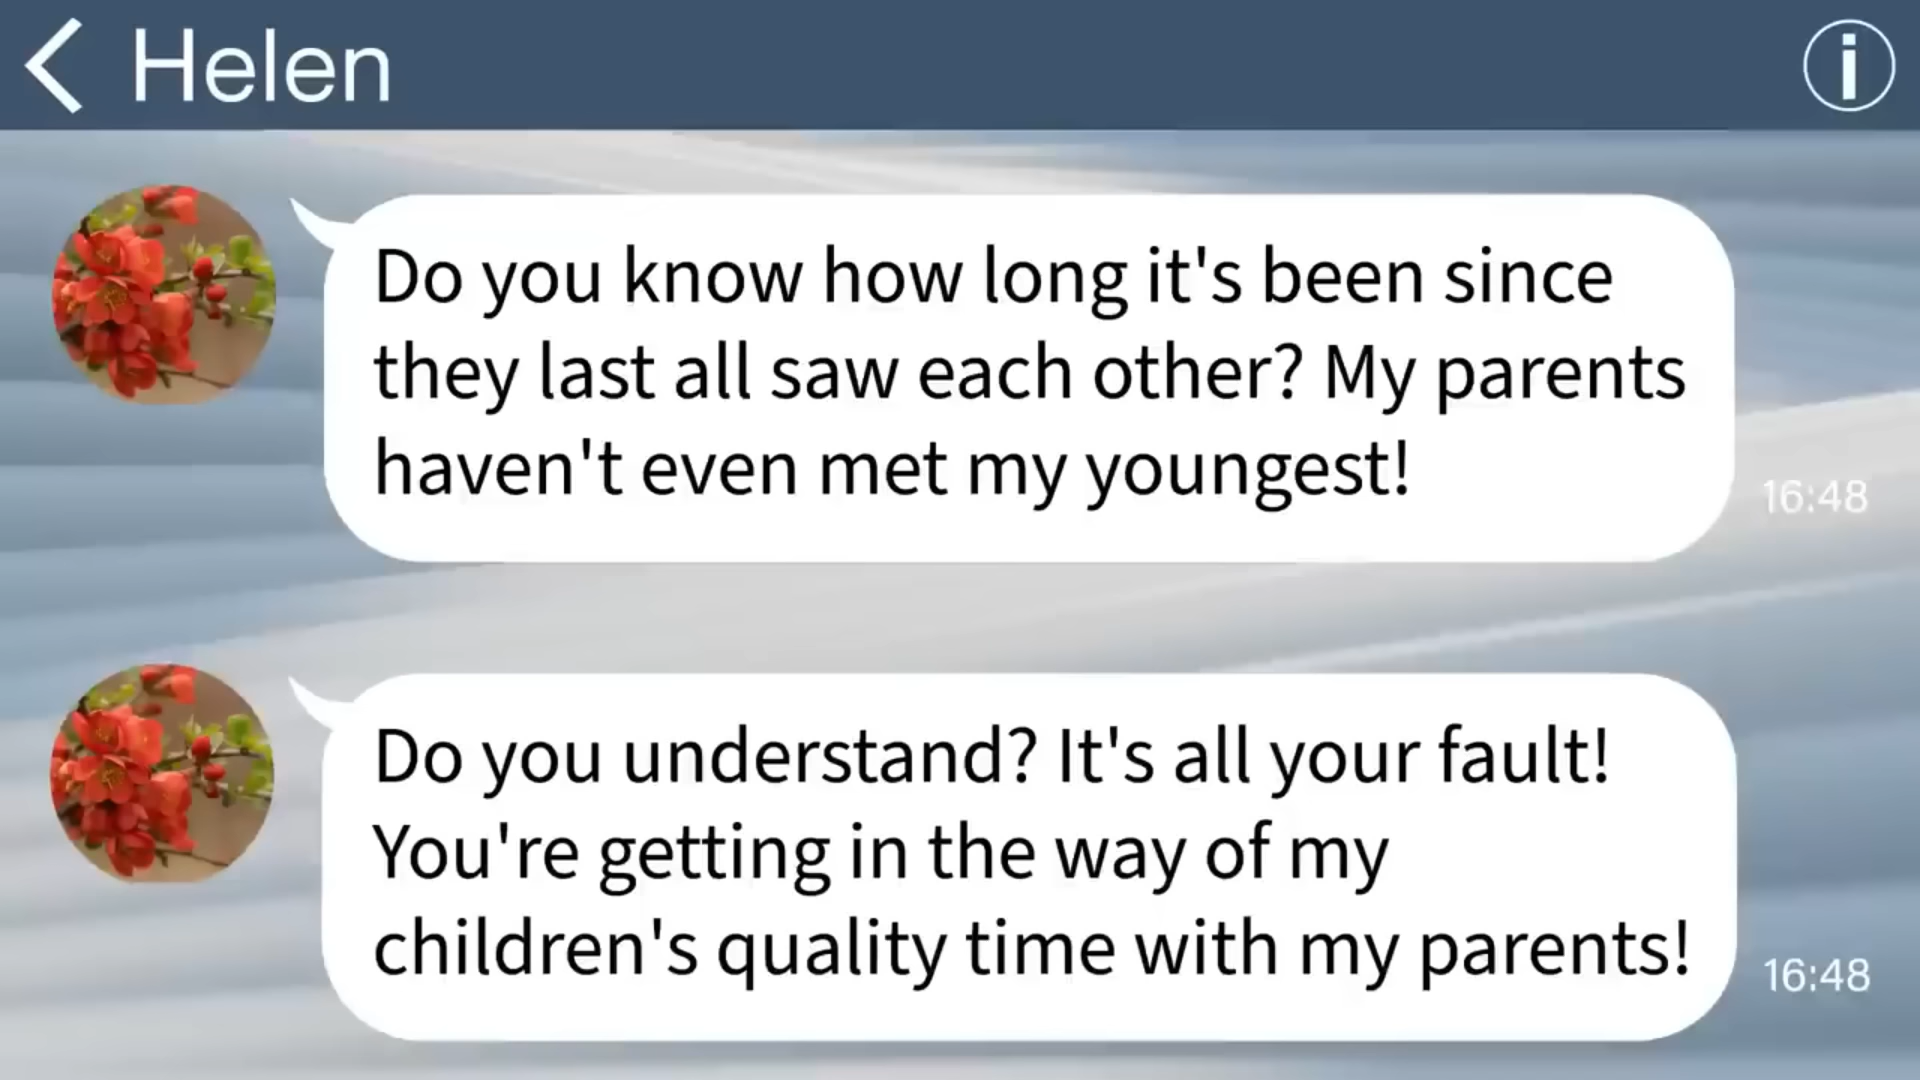 Helen
Do you know how long it's been since
they last all saw each other? My parents
haven't even met my youngest!
16:48
Do you understand? It's all your fault!
You're getting in the way of my
children's quality time with my parents!
16:48